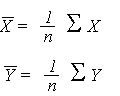 X̅ = 1/n Σ X
Y̅ = 1/n Σ Y